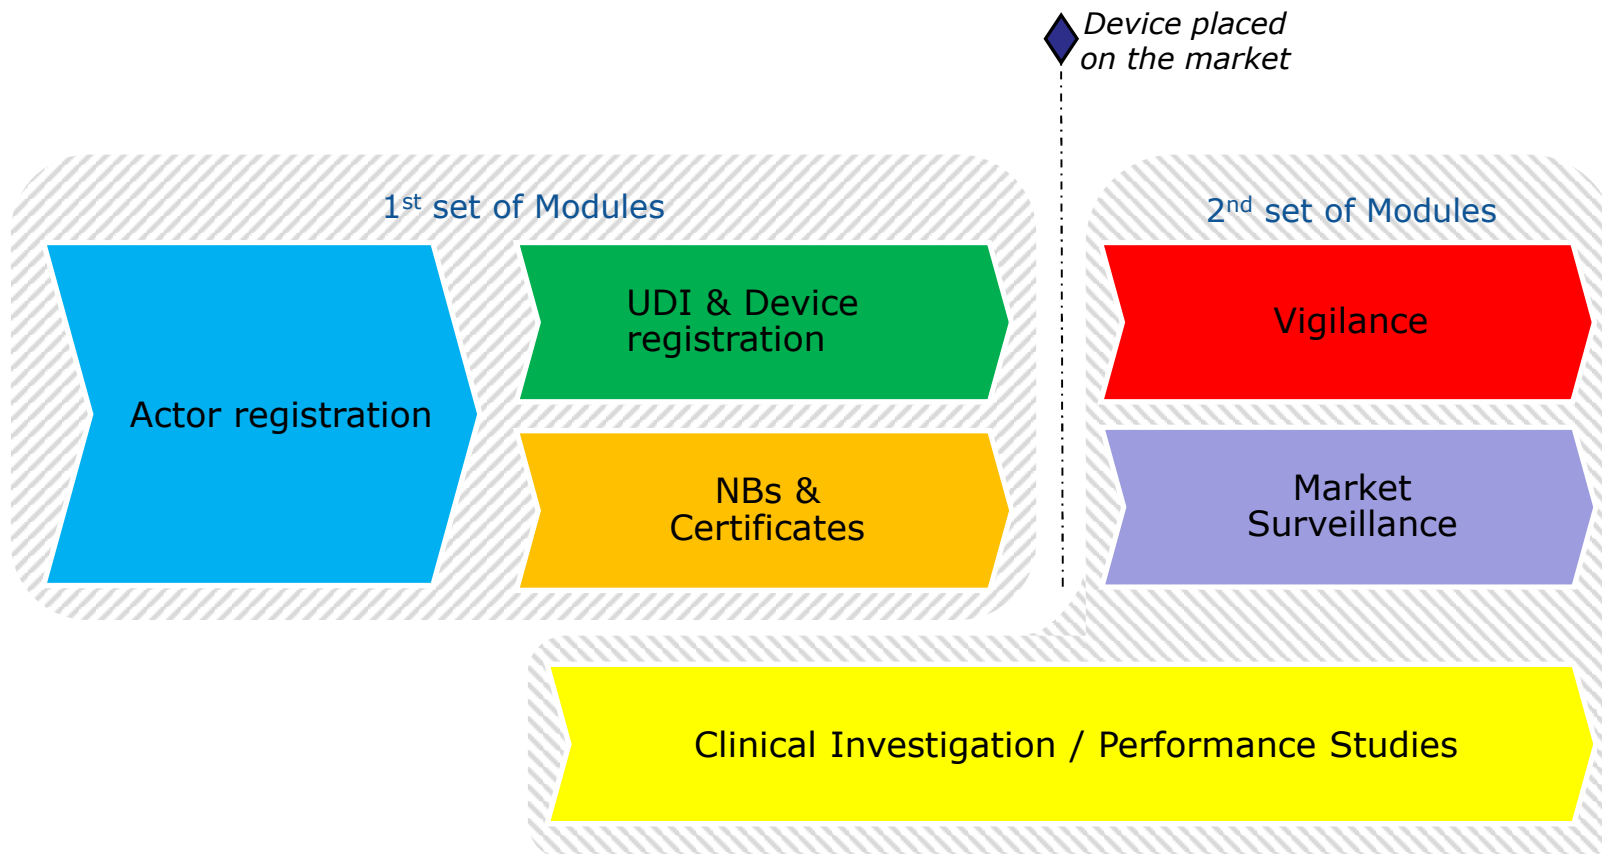 Device placed
on the market
1st set of Modules
2nd set of Modules
Actor registration
UDI & Device
registration
NBs &
Certificates
Vigilance
Market
Surveillance
Clinical Investigation / Performance Studies